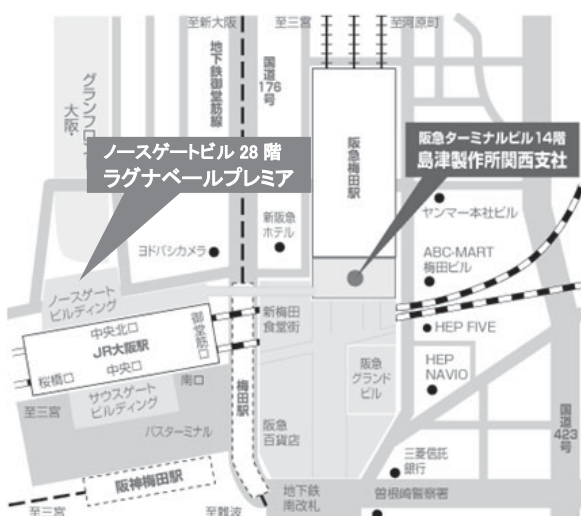 至新大阪
至三宮
至河原町
地下鉄御堂筋線
国道
176
号
グランフロント
大阪
ノースゲートビル 28 階
ラグナベールプレミア
阪急梅田駅
阪急ターミナルビル14階
島津製作所関西支社
新阪急
ホテル
ヨドバシカメラ
ヤンマー本社ビル
ABC-MART
梅田ビル
ノースゲート
ビルディング
中央北口
御堂筋口
JR大阪駅
中央口
桜橋口
南口
サウスゲート
ビルディング
至三宮
バスターミナル
新梅田
食堂街
HEP FIVE
HEP
NAVIO
阪急
グランド
ビル
梅田駅
阪急
百貨店
国道
423
号
三菱信託
銀行
阪神梅田駅
地下鉄
南改札
曽根崎警察署
至三宮
至難波